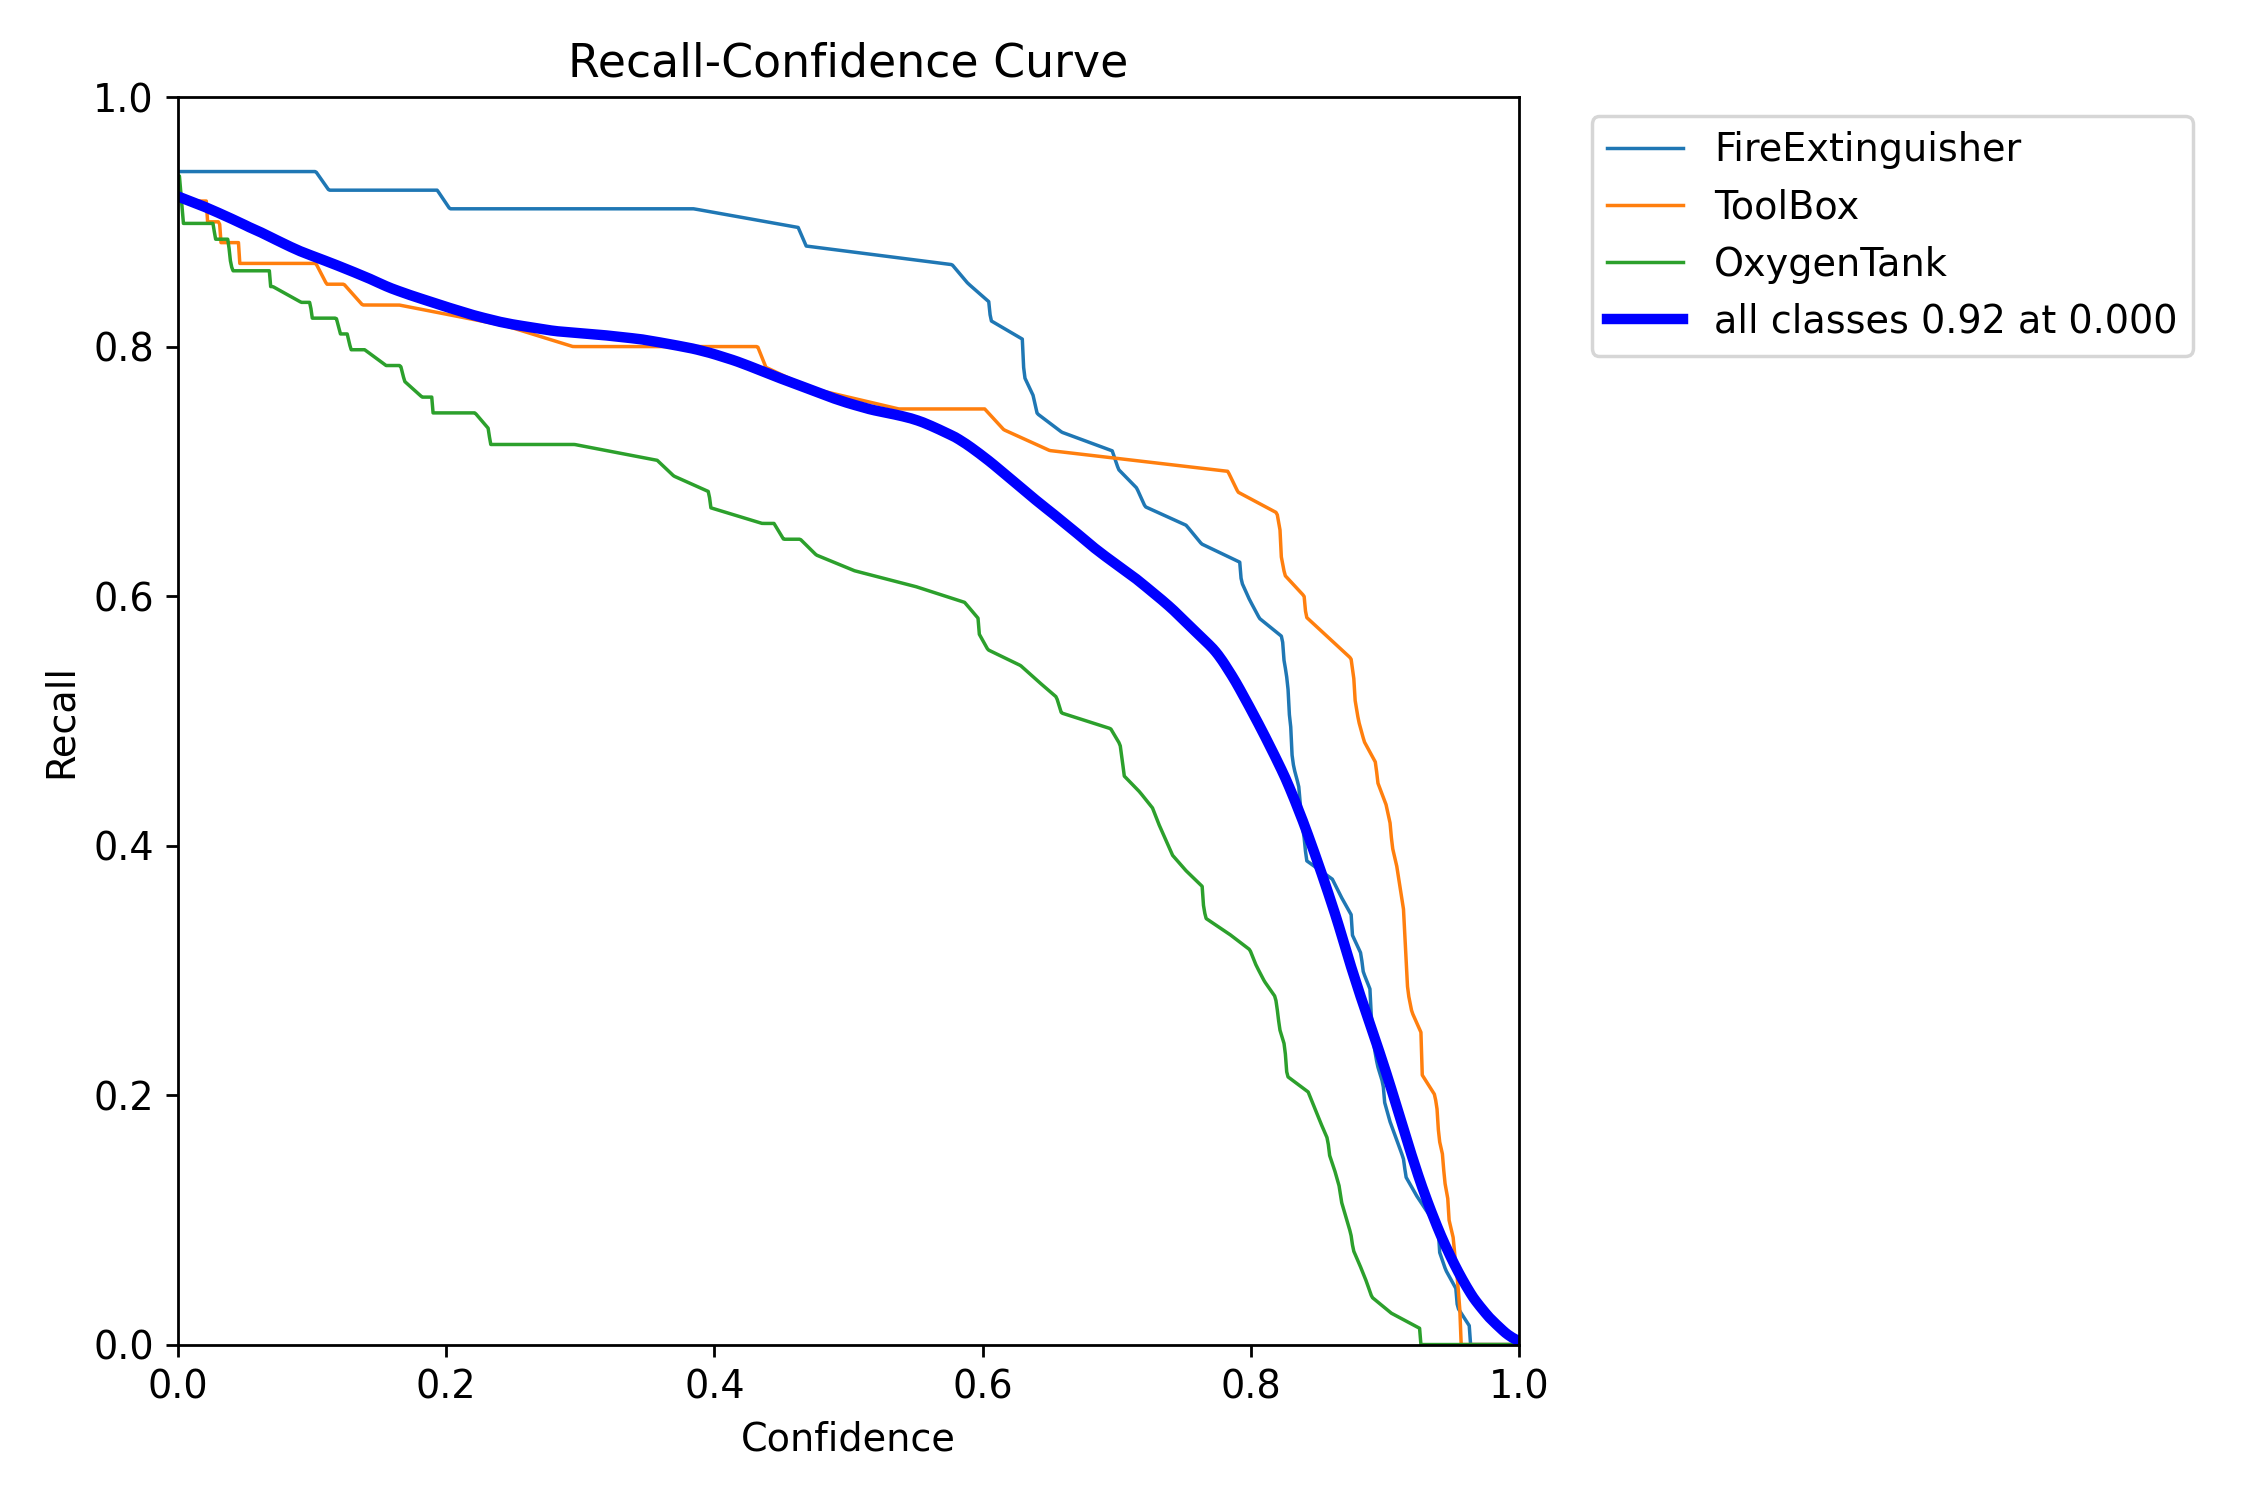 Recall-Confidence Curve
1.0
0.8
0.6
0.4
0.2
0.0
Recall
0.0 0.2 0.4 0.6 0.8 1.0
Confidence
FireExtinguisher
ToolBox
OxygenTank
all classes 0.92 at 0.000